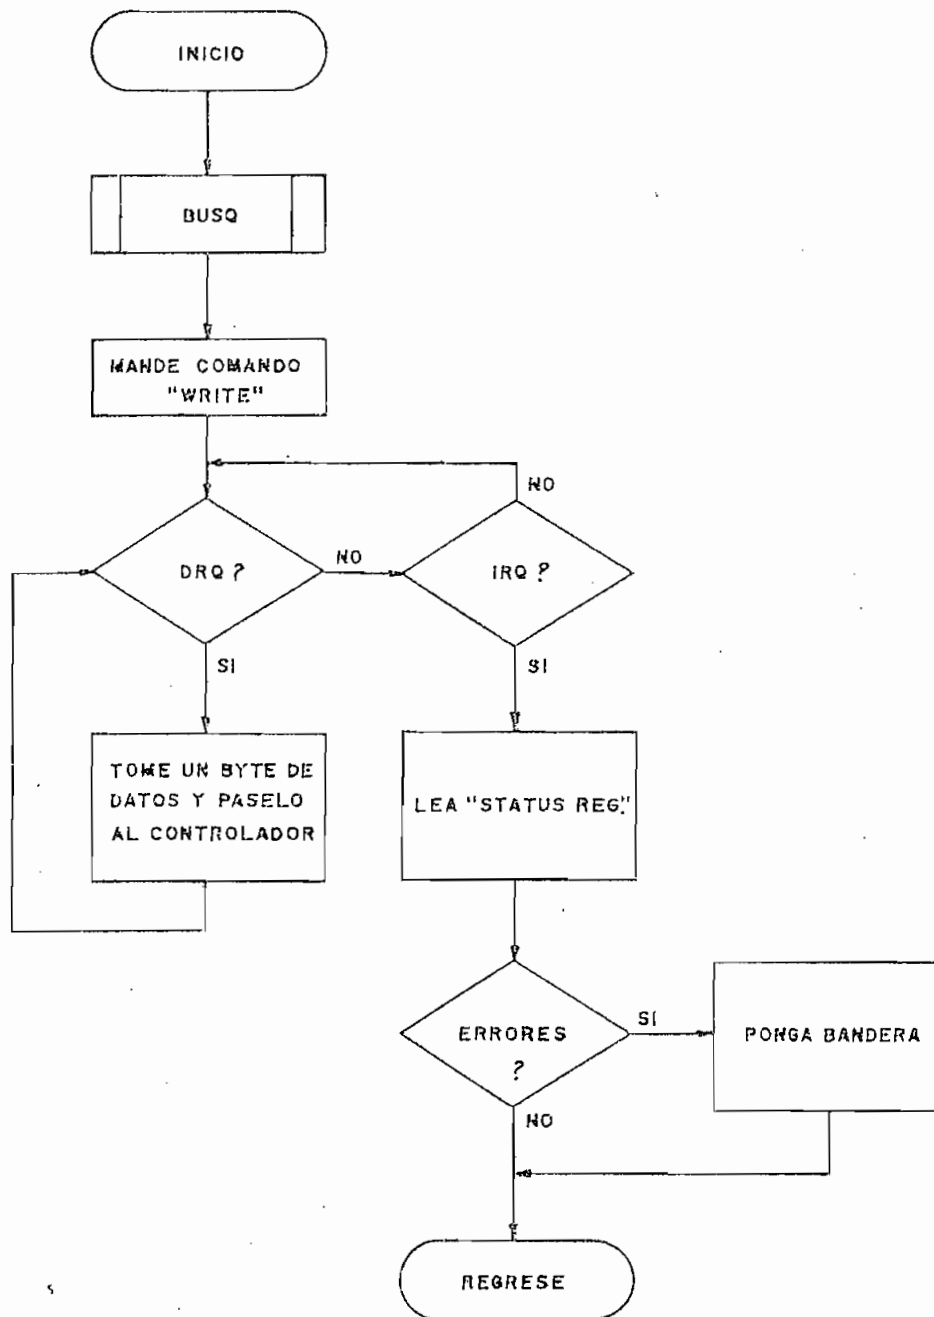 INICIO
BUSQ
MANDE COMANDO
"WRITE"
NO
DRQ ?
NO
IRQ ?
SI
SI
TOME UN BYTE DE
DATOS Y PASELO
AL CONTROLADOR
LEA "STATUS REG."
ERRORES
?
SI
PONGA BANDERA
NO
REGRESE